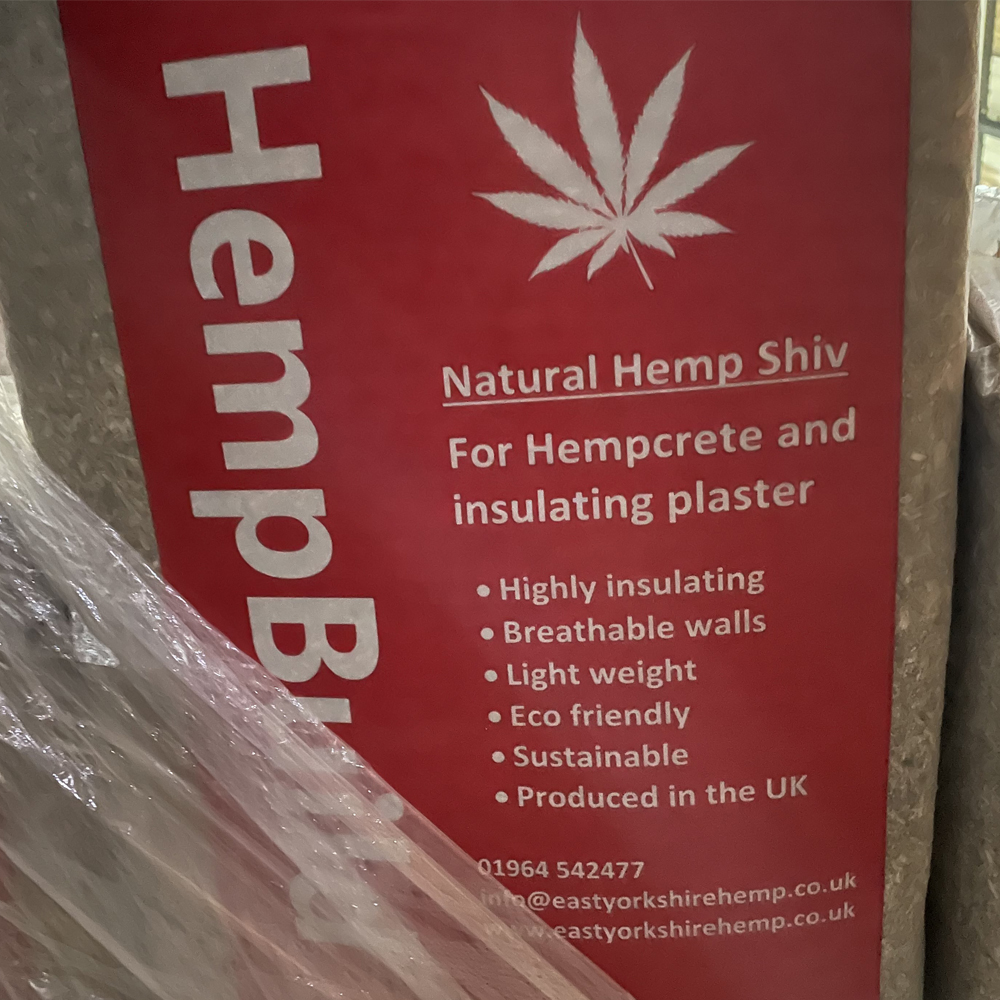 HempBuild
Natural Hemp Shiv
For Hempcrete and
insulating plaster
• Highly insulating
• Breathable walls
• Light weight
• Eco friendly
• Sustainable
• Produced in the UK
01964 542477
info@eastyorkshirehemp.co.uk
www.eastyorkshirehemp.co.uk